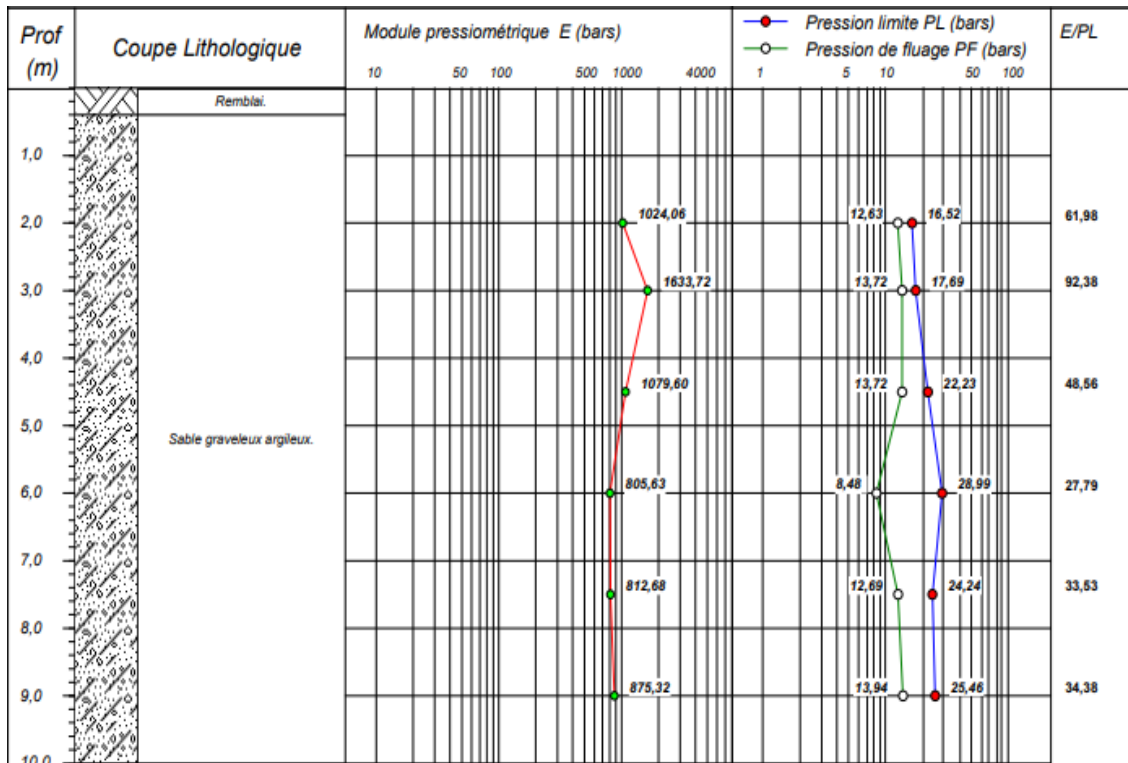 Prof
(m)
Coupe Lithologique
Module pressiométrique E (bars)
10 50 100 500 1000 4000
Pression limite PL (bars)
Pression de fluage PF (bars)
1 5 10 50 100
E/PL
Remblai.
1,0
2,0 1024,06 12,63 16,52 61,98
3,0 1633,72 13,72 17,69 92,38
4,0
1079,60 13,72 22,23 48,56
5,0
Sable graveleux argileux.
6,0 805,63 8,48 28,99 27,79
7,0
812,68 12,69 24,24 33,53
8,0
9,0 875,32 13,94 25,46 34,38
10,0